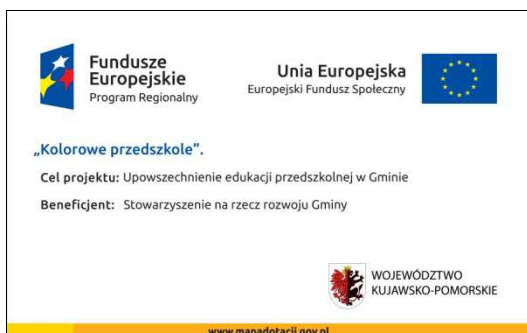 Fundusze
Europejskie
Program Regionalny
Unia Europejska
Europejski Fundusz Społeczny
„Kolorowe przedszkole”.
Cel projektu: Upowszechnienie edukacji przedszkolnej w Gminie
Beneficjent: Stowarzyszenie na rzecz rozwoju Gminy
WOJEWÓDZTWO
KUJAWSKO-POMORSKIE
www.mapadotacji.gov.pl